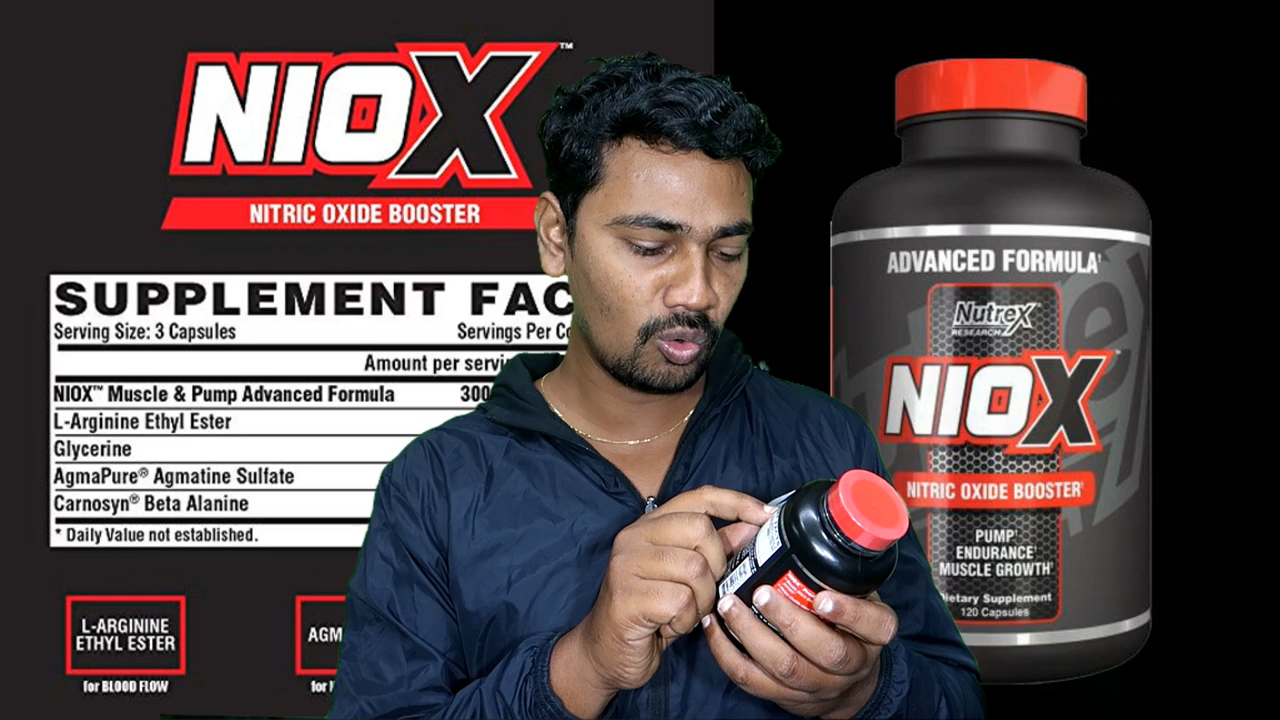 NIOX™
NITRIC OXIDE BOOSTER
SUPPLEMENT FAC
Serving Size: 3 Capsules
Servings Per Co
Amount per servi
NIOX™ Muscle & Pump Advanced Formula 300
L-Arginine Ethyl Ester
Glycerine
AgmaPure® Agmatine Sulfate
Carnosyn® Beta Alanine
* Daily Value not established.
L-ARGININE
ETHYL ESTER
for BLOOD FLOW
AGM
for
ADVANCED FORMULA†
Nutrex
RESEARCH
NIOX™
NITRIC OXIDE BOOSTER†
PUMP†
ENDURANCE†
MUSCLE GROWTH†
Dietary Supplement
120 Capsules